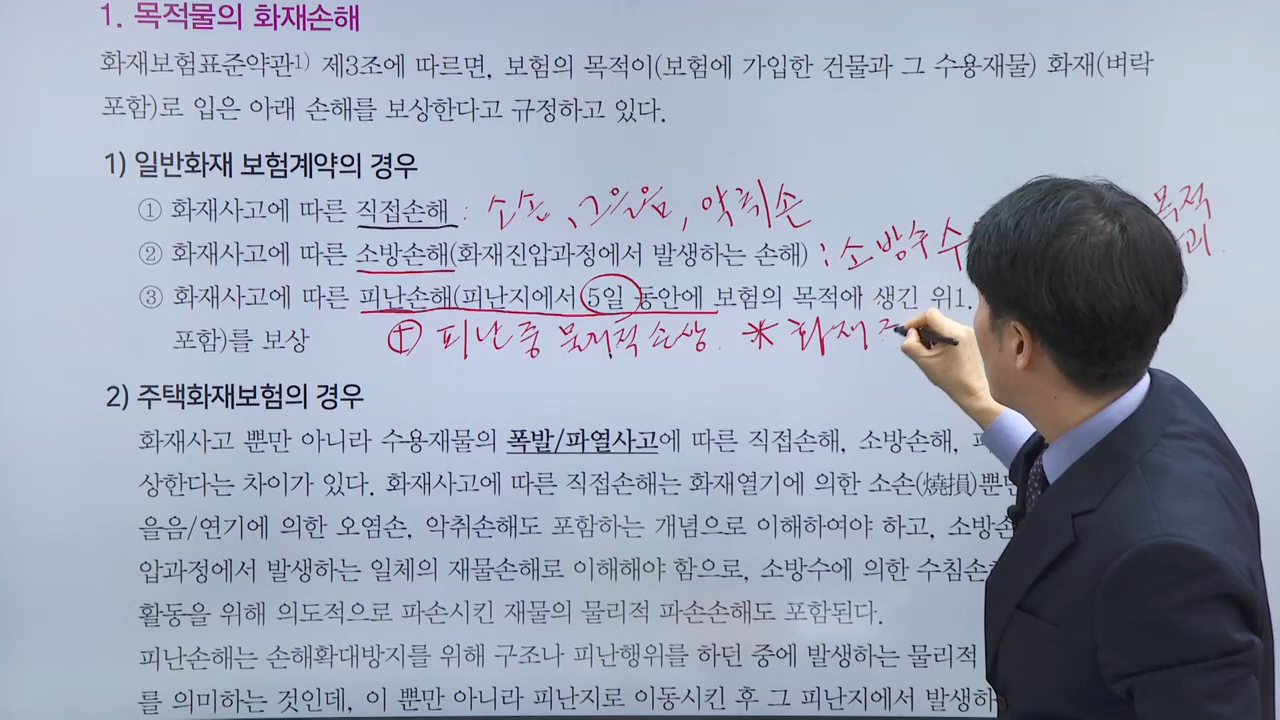 1. 목적물의 화재손해
화재보험표준약관1) 제3조에 따르면, 보험의 목적이(보험에 가입한 건물과 그 수용재물) 화재(벼락
포함)로 입은 아래 손해를 보상한다고 규정하고 있다.
1) 일반화재 보험계약의 경우
① 화재사고에 따른 직접손해 : 소손, 그을음, 악취손
② 화재사고에 따른 소방손해(화재진압과정에서 발생하는 손해) : 소방수 수 목적
괴.
③ 화재사고에 따른 피난손해(피난지에서 5일 동안에 보험의 목적에 생긴 위1.
포함)를 보상 + 피난 중 물리적 손상. * 화재
2) 주택화재보험의 경우
화재사고 뿐만 아니라 수용재물의 폭발/파열사고에 따른 직접손해, 소방손해,
상한다는 차이가 있다. 화재사고에 따른 직접손해는 화재열기에 의한 소손(燒損)뿐만
을음/연기에 의한 오염손, 악취손해도 포함하는 개념으로 이해하여야 하고, 소방손
압과정에서 발생하는 일체의 재물손해로 이해해야 함으로, 소방수에 의한 수침손
활동을 위해 의도적으로 파손시킨 재물의 물리적 파손손해도 포함된다.
피난손해는 손해확대방지를 위해 구조나 피난행위를 하던 중에 발생하는 물리적
를 의미하는 것인데, 이 뿐만 아니라 피난지로 이동시킨 후 그 피난지에서 발생하